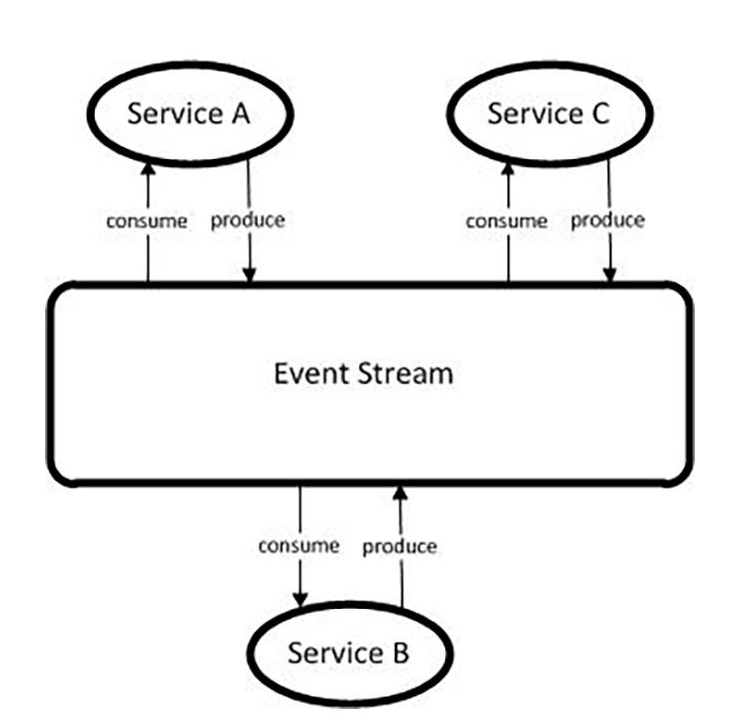 Service A
Service C
consume
produce
consume
produce
Event Stream
consume
produce
Service B